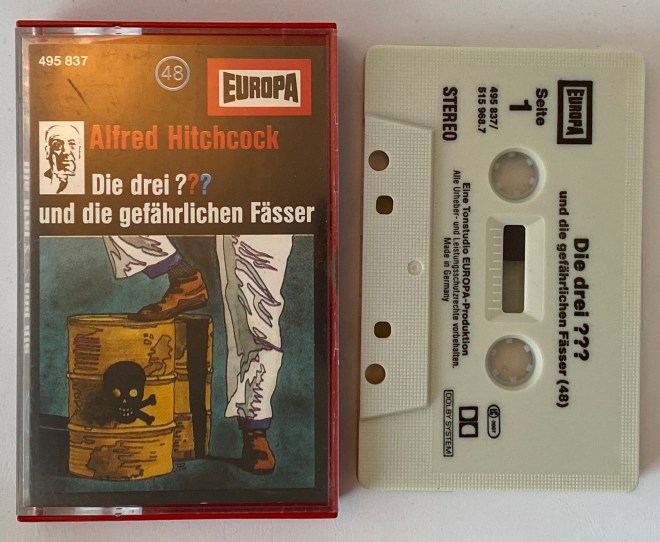 495 837
48
EUROPA
Alfred Hitchcock
Die drei ???
und die gefährlichen Fässer
EUROPA
Seite
1
495 837/
515 968.7
STEREO
Die drei ???
und die gefährlichen Fässer (48)
Eine Tonstudio EUROPA-Produktion
Alle Urheber- und Leistungsschutzrechte vorbehalten.
Made in Germany
DOLBY SYSTEM